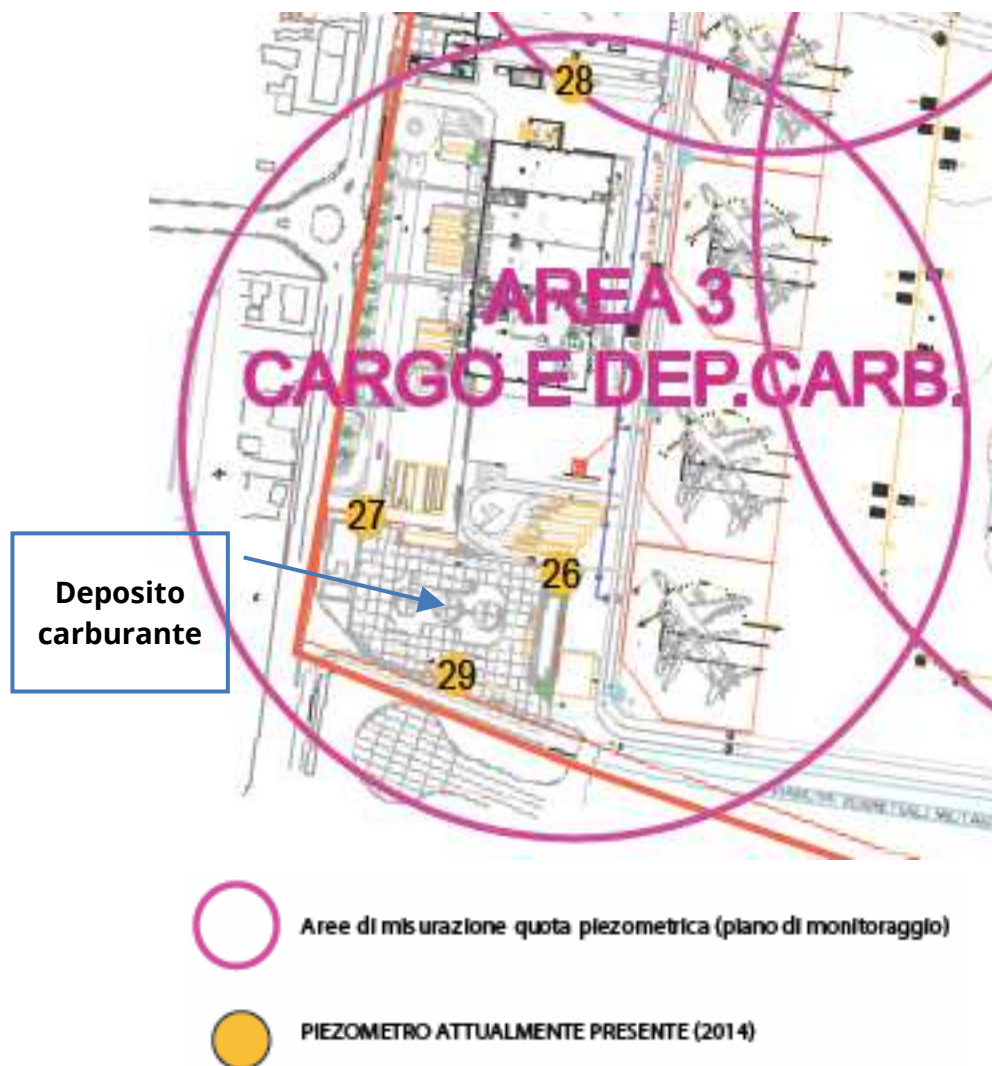 28
AREA 3
CARGO E DEP.CARB.
27
26
Deposito
carburante
29
Aree di misurazione quota piezometrica (piano di monitoraggio)
PIEZOMETRO ATTUALMENTE PRESENTE (2014)